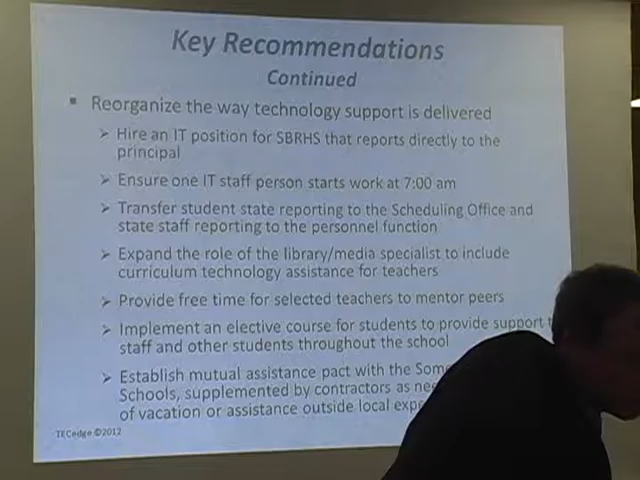 Key Recommendations
Continued
▪ Reorganize the way technology support is delivered
➢ Hire an IT position for SBRHS that reports directly to the
principal
➢ Ensure one IT staff person starts work at 7:00 am
➢ Transfer student state reporting to the Scheduling Office and
state staff reporting to the personnel function
➢ Expand the role of the library/media specialist to include
curriculum technology assistance for teachers
➢ Provide free time for selected teachers to mentor peers
➢ Implement an elective course for students to provide support
staff and other students throughout the school
➢ Establish mutual assistance pact with the
Schools, supplemented by contractors as
of vacation or assistance outside local
TECedge ©2012